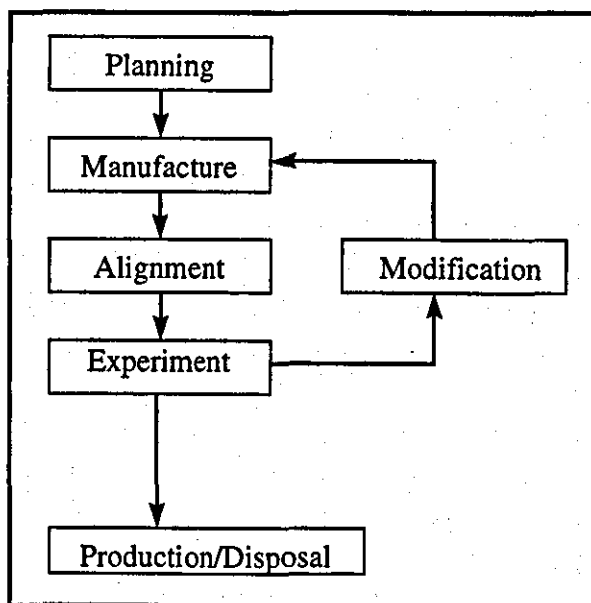 Planning
Manufacture
Alignment
Modification
Experiment
Production/Disposal